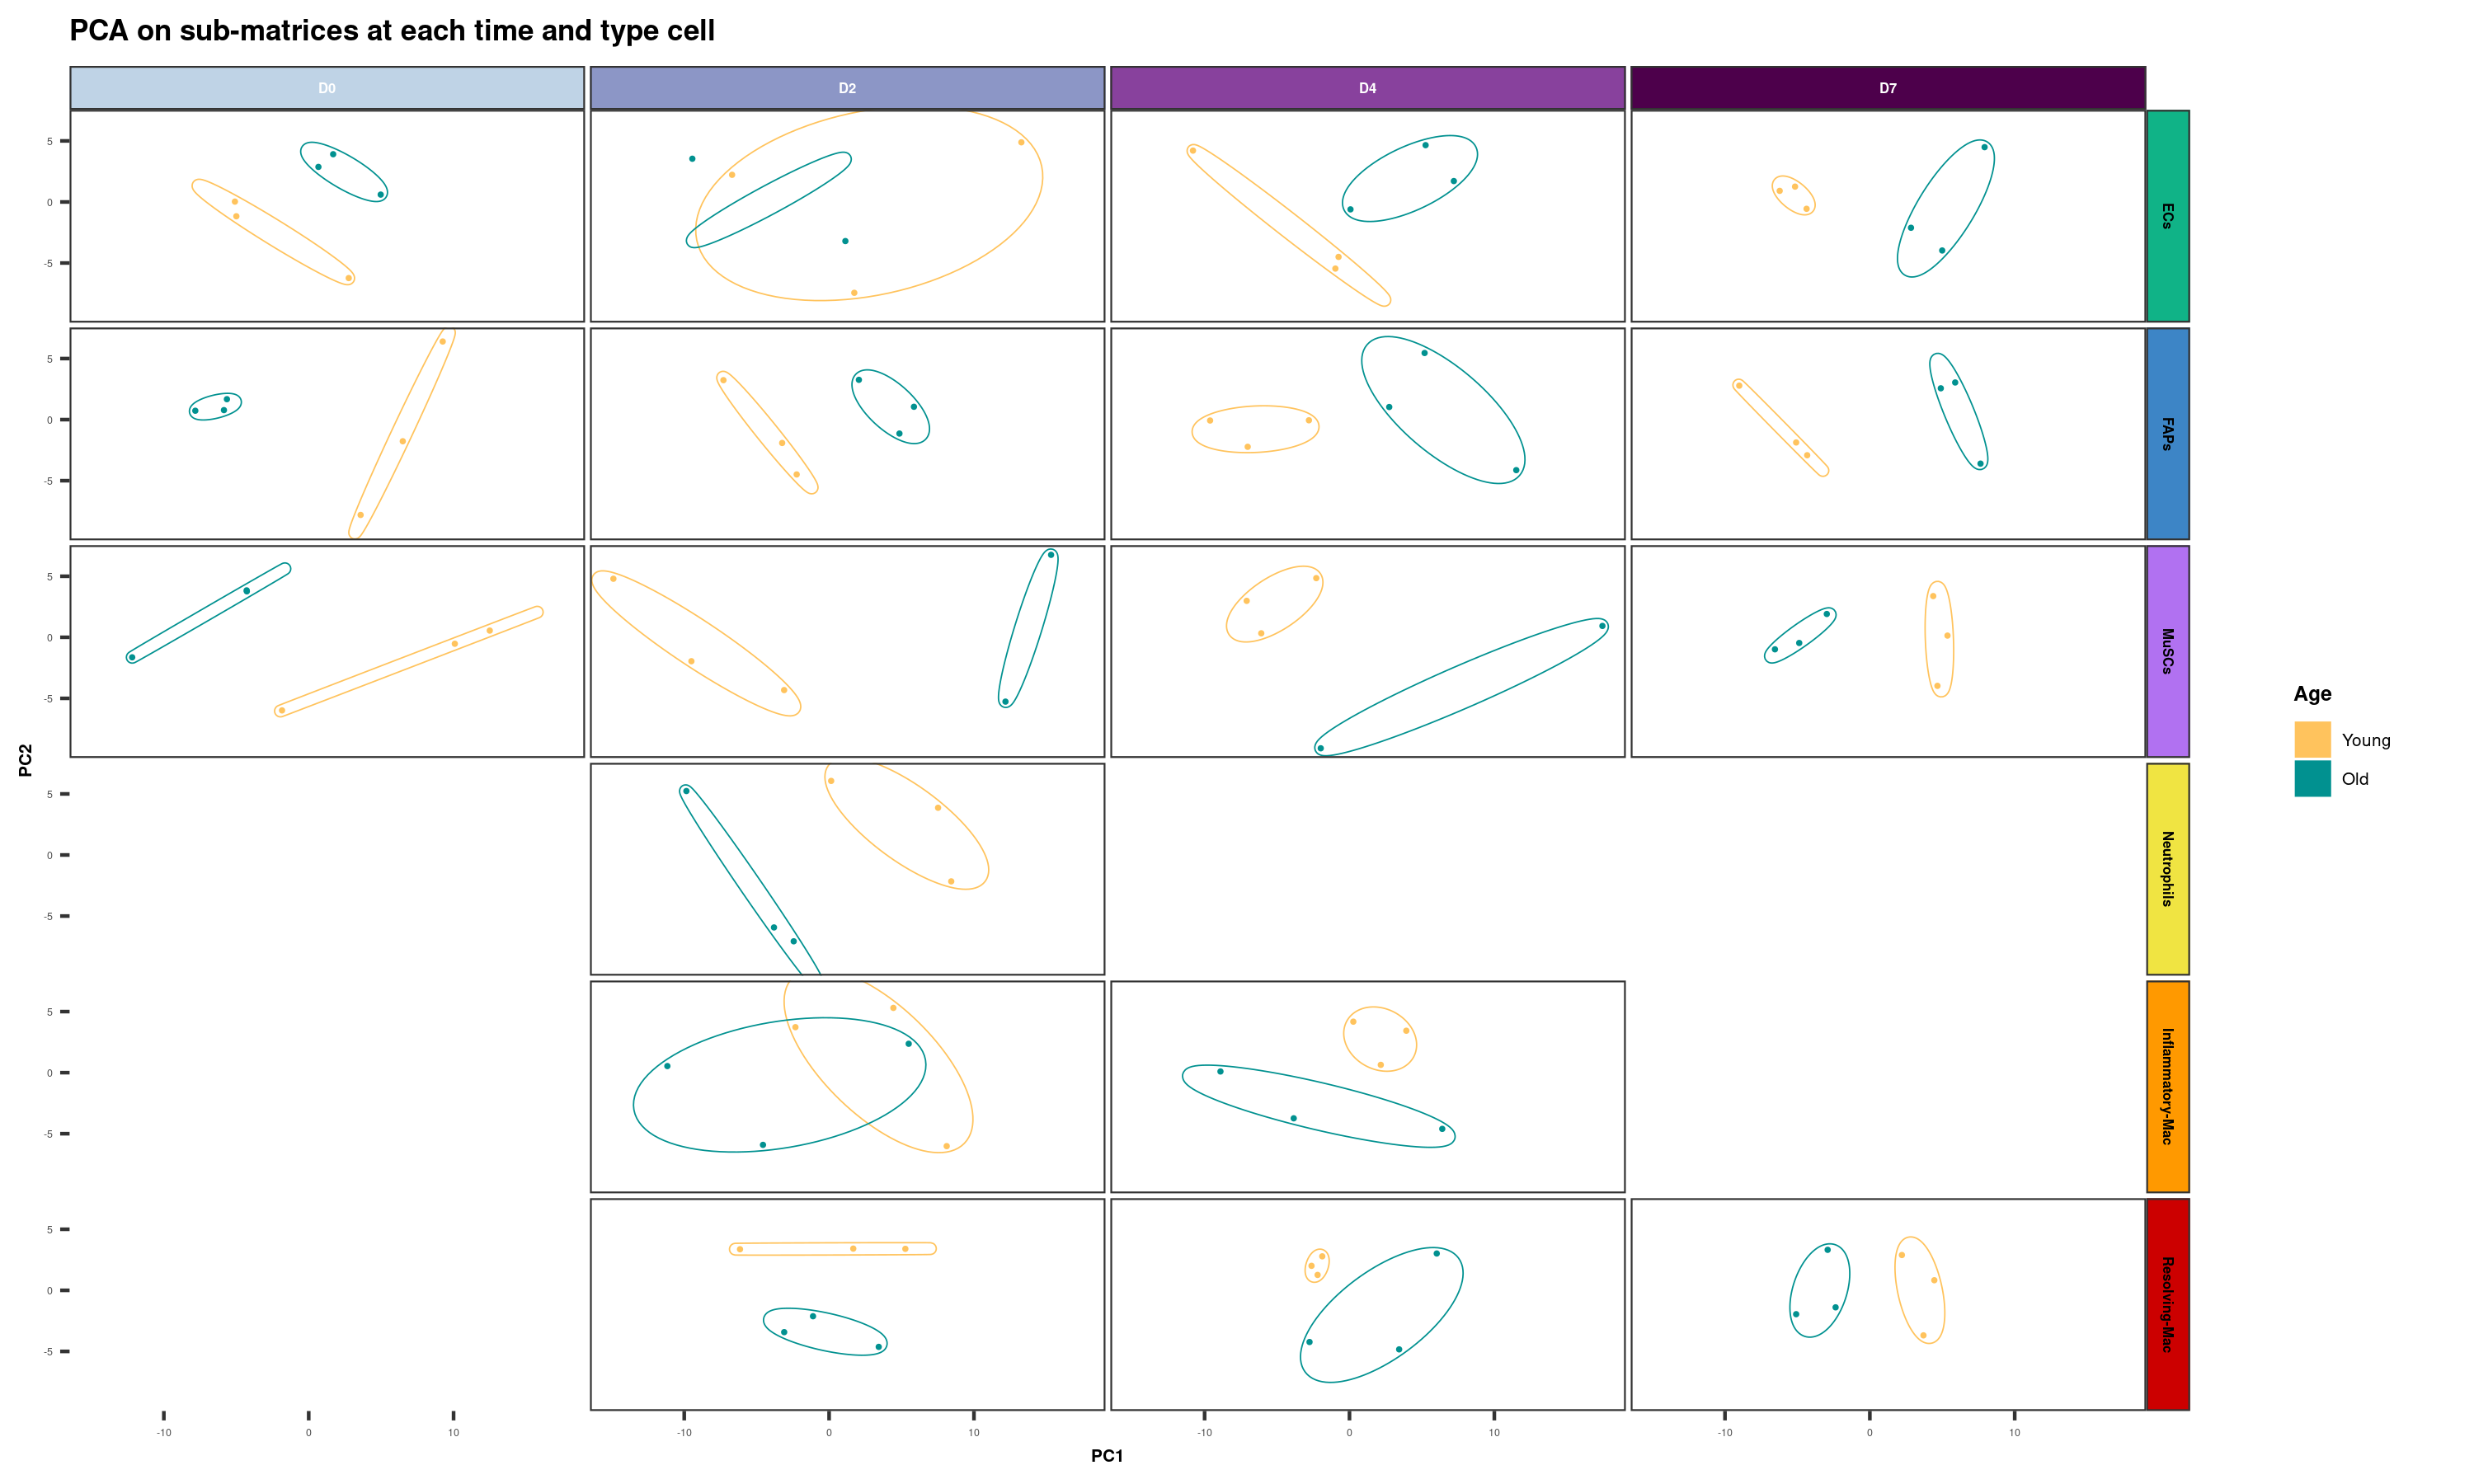 PCA on sub-matrices at each time and type cell
D0 D2 D4 D7
5
0
-5
ECs
5
0
-5
FAPs
5
0
-5
MuSCs
PC2
Age
Young
Old
5
0
-5
Neutrophils
5
0
-5
Inflammatory-Mac
5
0
-5
Resolving-Mac
-10 0 10 -10 0 10 -10 0 10 -10 0 10
PC1